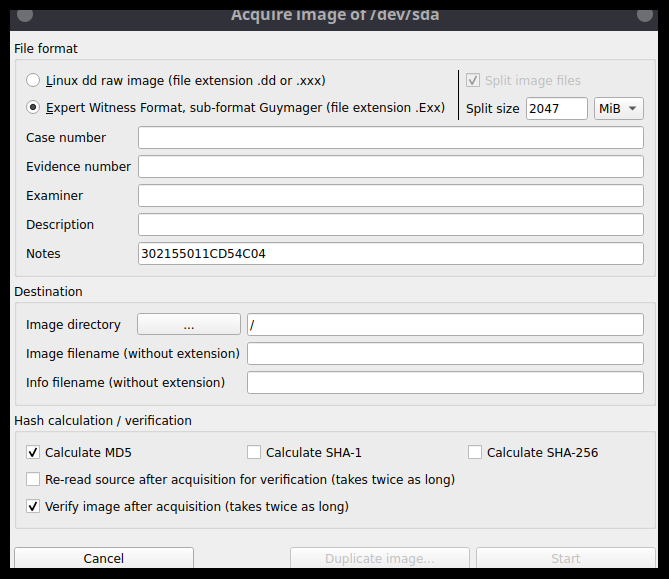 Acquire Image of /dev/sda
File format
Linux dd raw image (file extension .dd or .xxx)
Split image files
Expert Witness Format, sub-format Guymager (file extension .Exx)
Split size 2047 MiB
Case number
Evidence number
Examiner
Description
Notes 302155011CD54C04
Destination
Image directory ... /
Image filename (without extension)
Info filename (without extension)
Hash calculation / verification
Calculate MD5 Calculate SHA-1 Calculate SHA-256
Re-read source after acquisition for verification (takes twice as long)
Verify image after acquisition (takes twice as long)
Cancel Duplicate image... Start